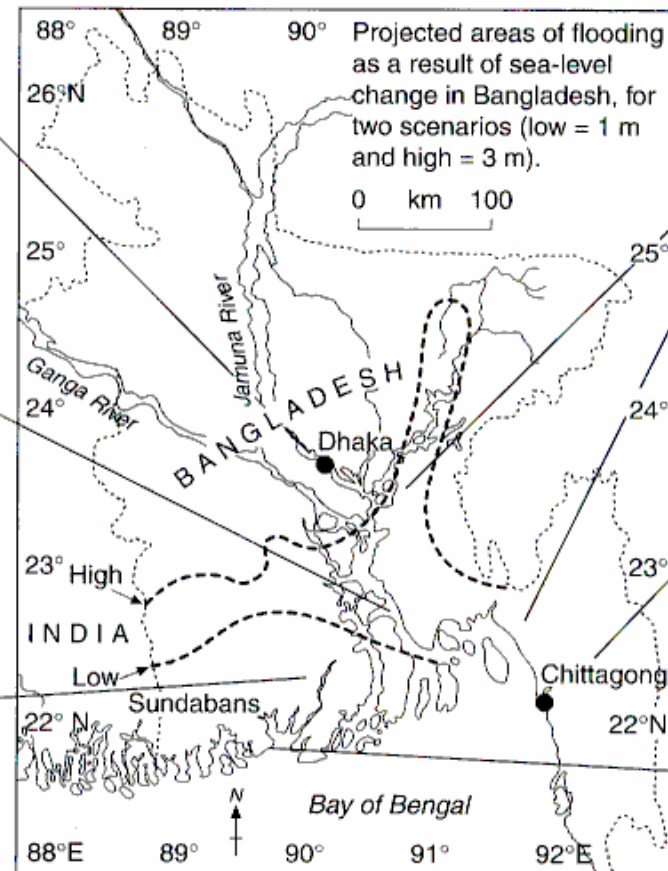 88° 89° 90°
Projected areas of flooding
as a result of sea-level
change in Bangladesh, for
two scenarios (low = 1 m
and high = 3 m).
26°N
0 km 100
25° 25°
Jamuna River
Ganga River
24° 24°
BANGLADESH
Dhaka
23° 23°
High
INDIA
Low
Chittagong
Sundabans
22°N 22°N
N
Bay of Bengal
88°E 89° 90° 91° 92°E